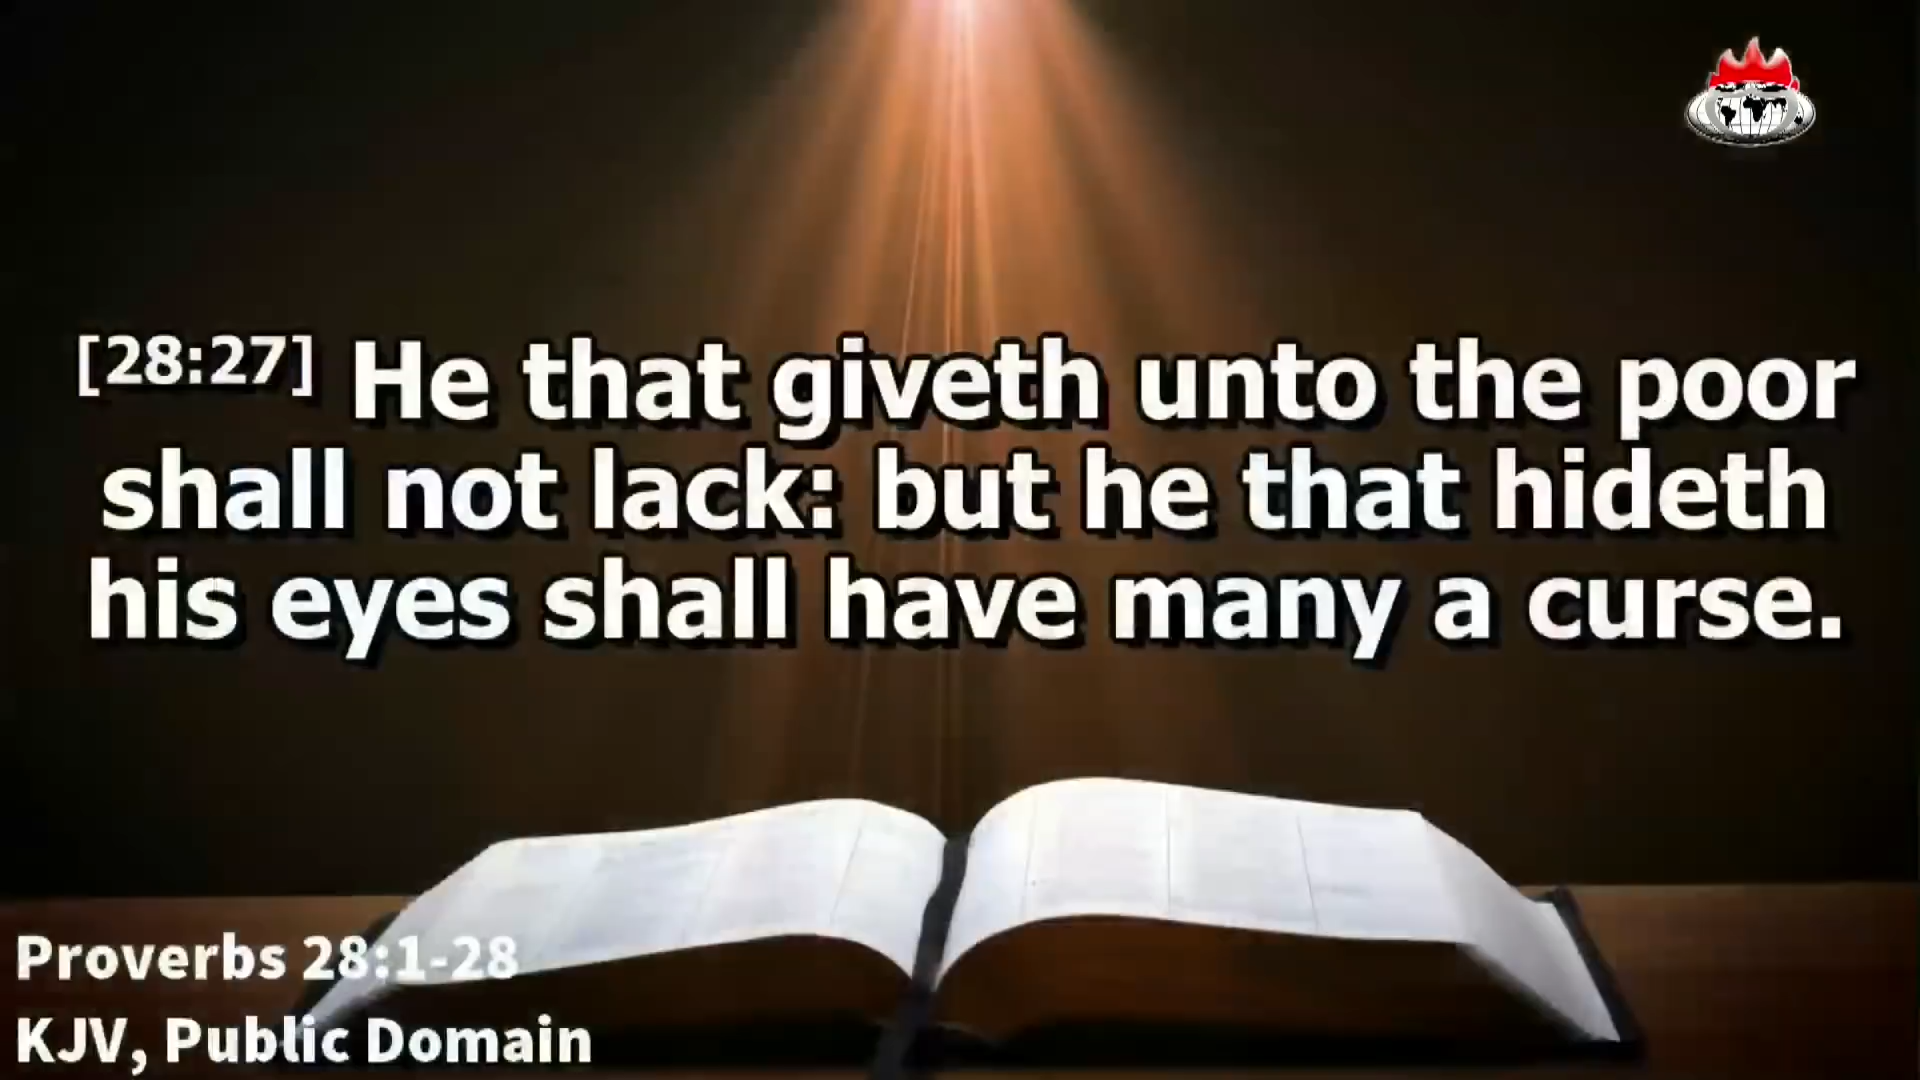 [28:27] He that giveth unto the poor
shall not lack: but he that hideth
his eyes shall have many a curse.
Proverbs 28:1-28
KJV, Public Domain